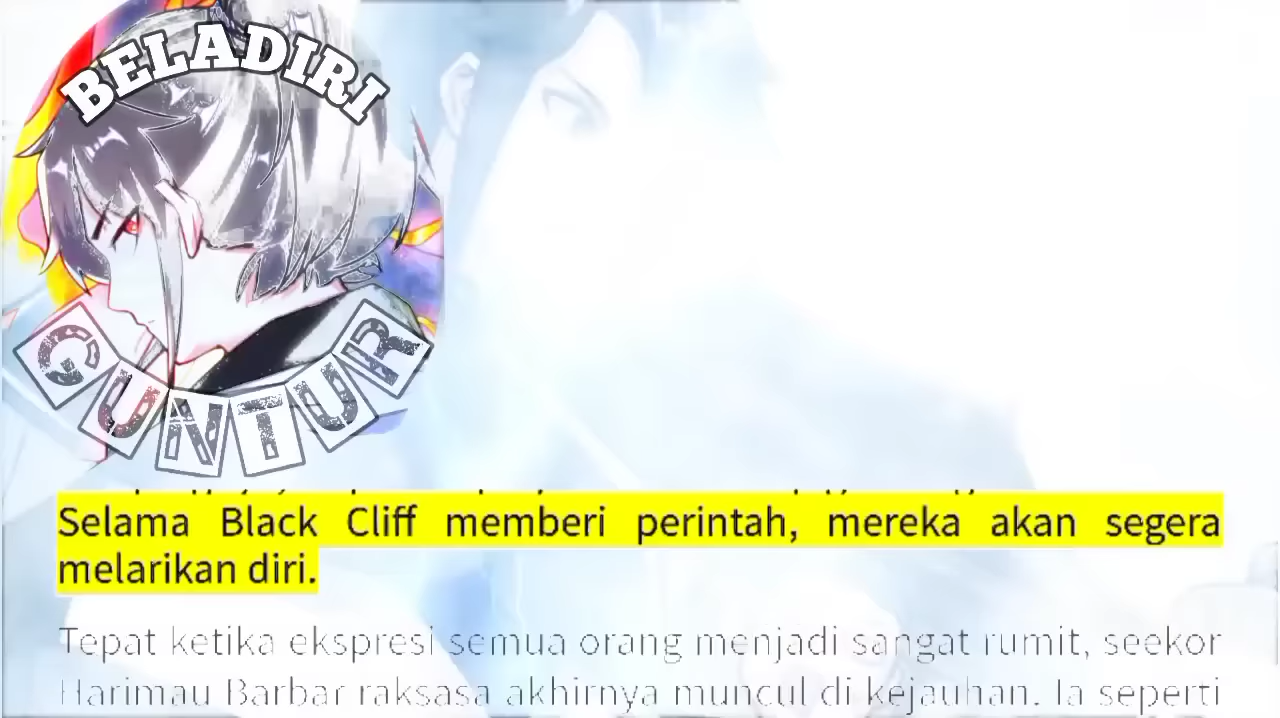 BELADIRI
GUNTUR
Selama Black Cliff memberi perintah, mereka akan segera
melarikan diri.
Tepat ketika ekspresi semua orang menjadi sangat rumit, seekor
Harimau Barbar raksasa akhirnya muncul di kejauhan. Ia seperti